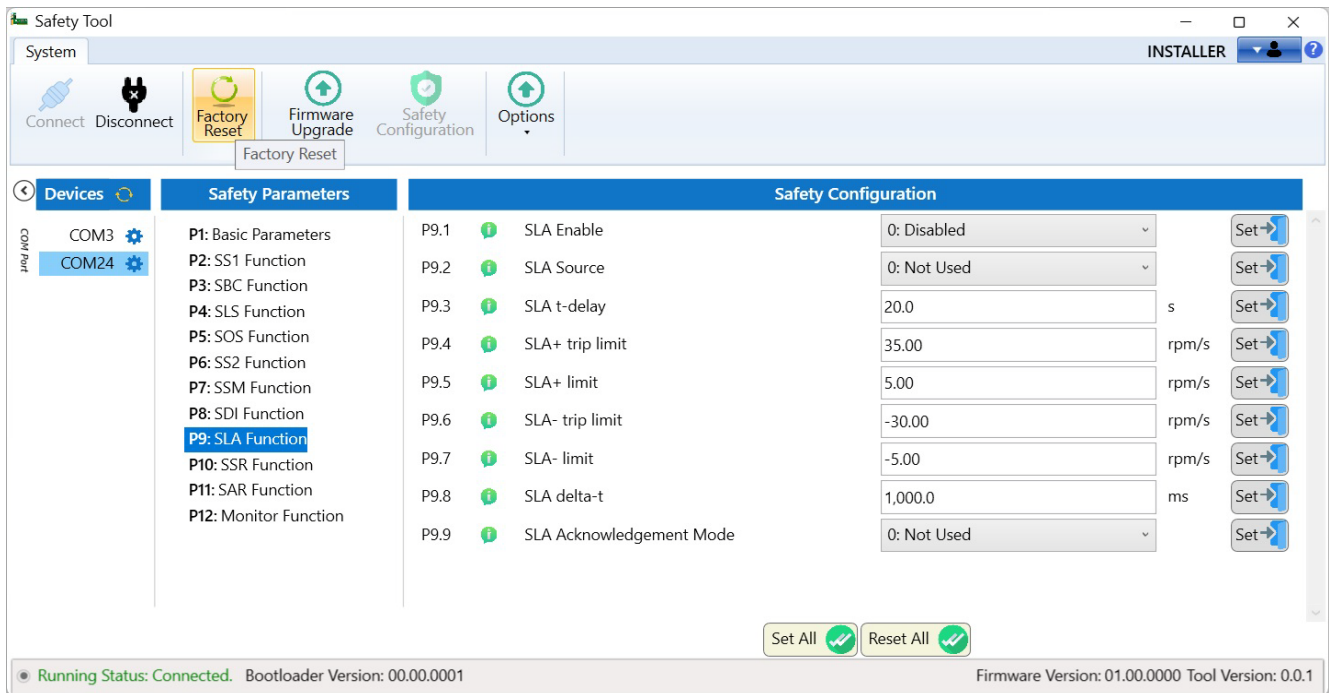 Safety Tool
System
INSTALLER
Connect
Disconnect
Factory
Reset
Firmware
Upgrade
Safety
Configuration
Options
Factory Reset
Devices
Safety Parameters
Safety Configuration
COM Port
COM3
COM24
P1: Basic Parameters
P2: SS1 Function
P3: SBC Function
P4: SLS Function
P5: SOS Function
P6: SS2 Function
P7: SSM Function
P8: SDI Function
P9: SLA Function
P10: SSR Function
P11: SAR Function
P12: Monitor Function
P9.1 SLA Enable 0: Disabled Set
P9.2 SLA Source 0: Not Used Set
P9.3 SLA t-delay 20.0 s Set
P9.4 SLA+ trip limit 35.00 rpm/s Set
P9.5 SLA+ limit 5.00 rpm/s Set
P9.6 SLA- trip limit -30.00 rpm/s Set
P9.7 SLA- limit -5.00 rpm/s Set
P9.8 SLA delta-t 1,000.0 ms Set
P9.9 SLA Acknowledgement Mode 0: Not Used Set
Set All Reset All
Running Status: Connected. Bootloader Version: 00.00.0001 Firmware Version: 01.00.0000 Tool Version: 0.0.1